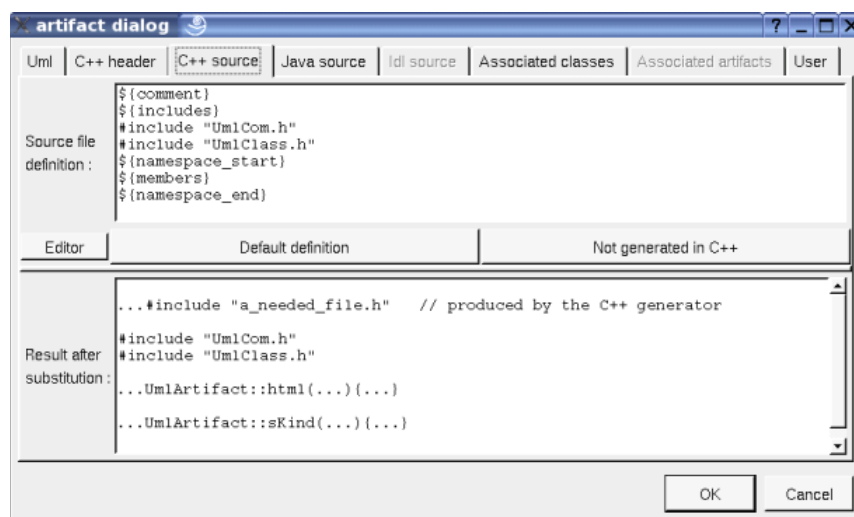 artifact dialog
Uml C++ header C++ source Java source Idl source Associated classes Associated artifacts User
Source file
definition :
${comment}
${includes}
#include "UmlCom.h"
#include "UmlClass.h"
${namespace_start}
${members}
${namespace_end}
Editor Default definition Not generated in C++
Result after
substitution :
...#include "a_needed_file.h" // produced by the C++ generator
#include "UmlCom.h"
#include "UmlClass.h"
...UmlArtifact::html(...){...}
...UmlArtifact::sKind(...){...}
OK Cancel